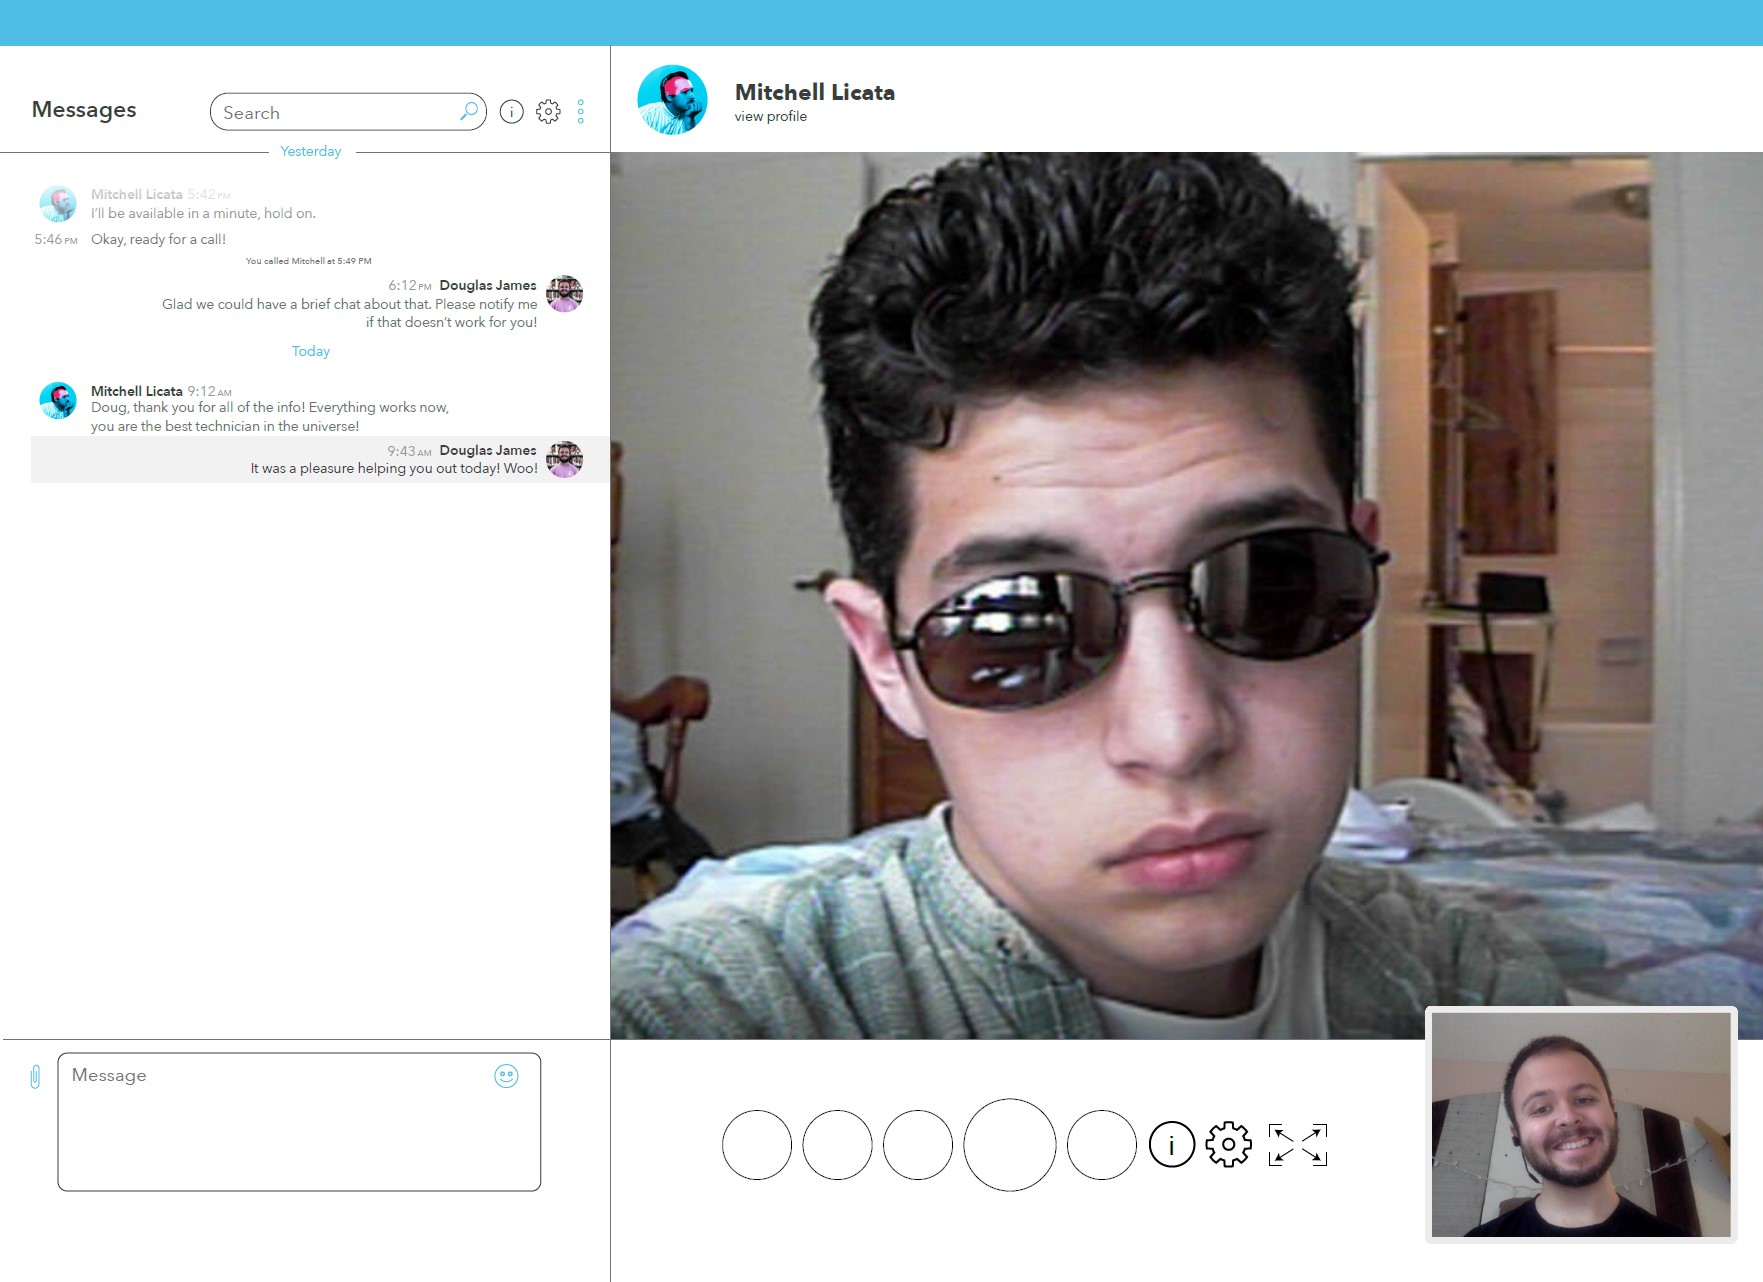 Messages
Search
i
Yesterday
Mitchell Licata 5:42 PM
I'll be available in a minute, hold on.
5:46 PM Okay, ready for a call!
You called Mitchell at 5:49 PM
6:12 PM Douglas James
Glad we could have a brief chat about that. Please notify me
if that doesn't work for you!
Today
Mitchell Licata 9:12 AM
Doug, thank you for all of the info! Everything works now,
you are the best technician in the universe!
9:43 AM Douglas James
It was a pleasure helping you out today! Woo!
Message
Mitchell Licata
view profile
i